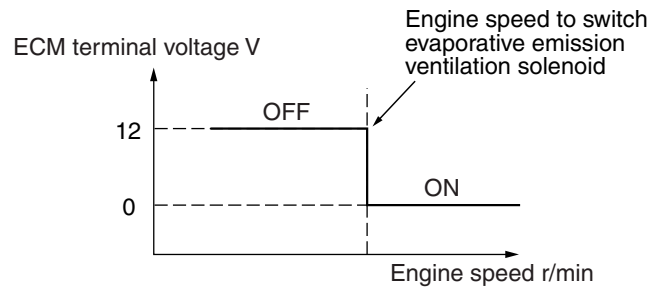 Engine speed to switch
evaporative emission
ventilation solenoid
ECM terminal voltage V
OFF
12
ON
0
Engine speed r/min